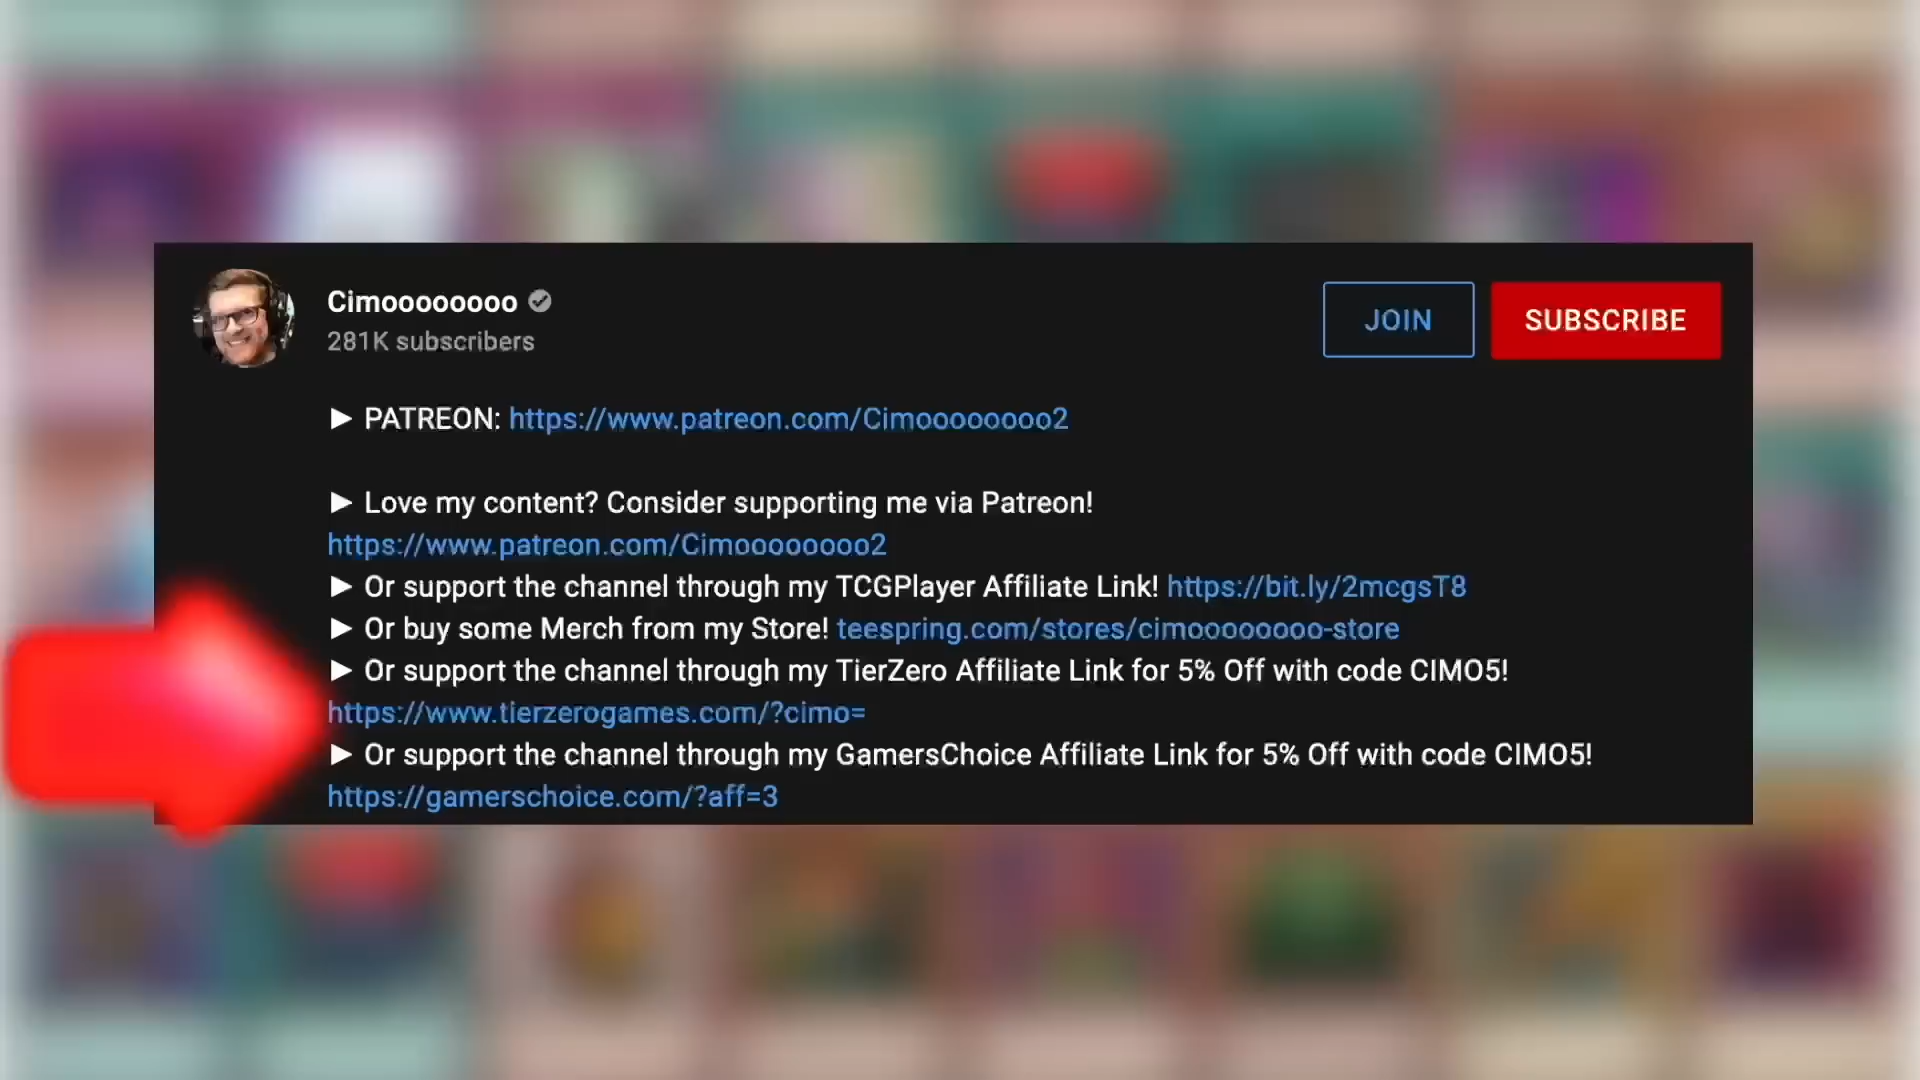 Cimoooooooo
281K subscribers
JOIN
SUBSCRIBE
► PATREON: https://www.patreon.com/Cimoooooooo2
► Love my content? Consider supporting me via Patreon!
https://www.patreon.com/Cimoooooooo2
► Or support the channel through my TCGPlayer Affiliate Link! https://bit.ly/2mcgsT8
► Or buy some Merch from my Store! teespring.com/stores/cimoooooooo-store
► Or support the channel through my TierZero Affiliate Link for 5% Off with code CIMO5!
https://www.tierzerogames.com/?cimo=
► Or support the channel through my GamersChoice Affiliate Link for 5% Off with code CIMO5!
https://gamerschoice.com/?aff=3